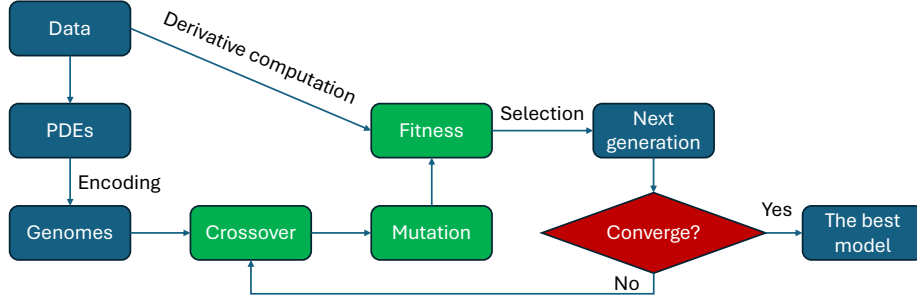 Data
Derivative computation
PDEs
Fitness
Selection
Next
generation
Encoding
Genomes
Crossover
Mutation
Converge?
Yes
The best
model
No